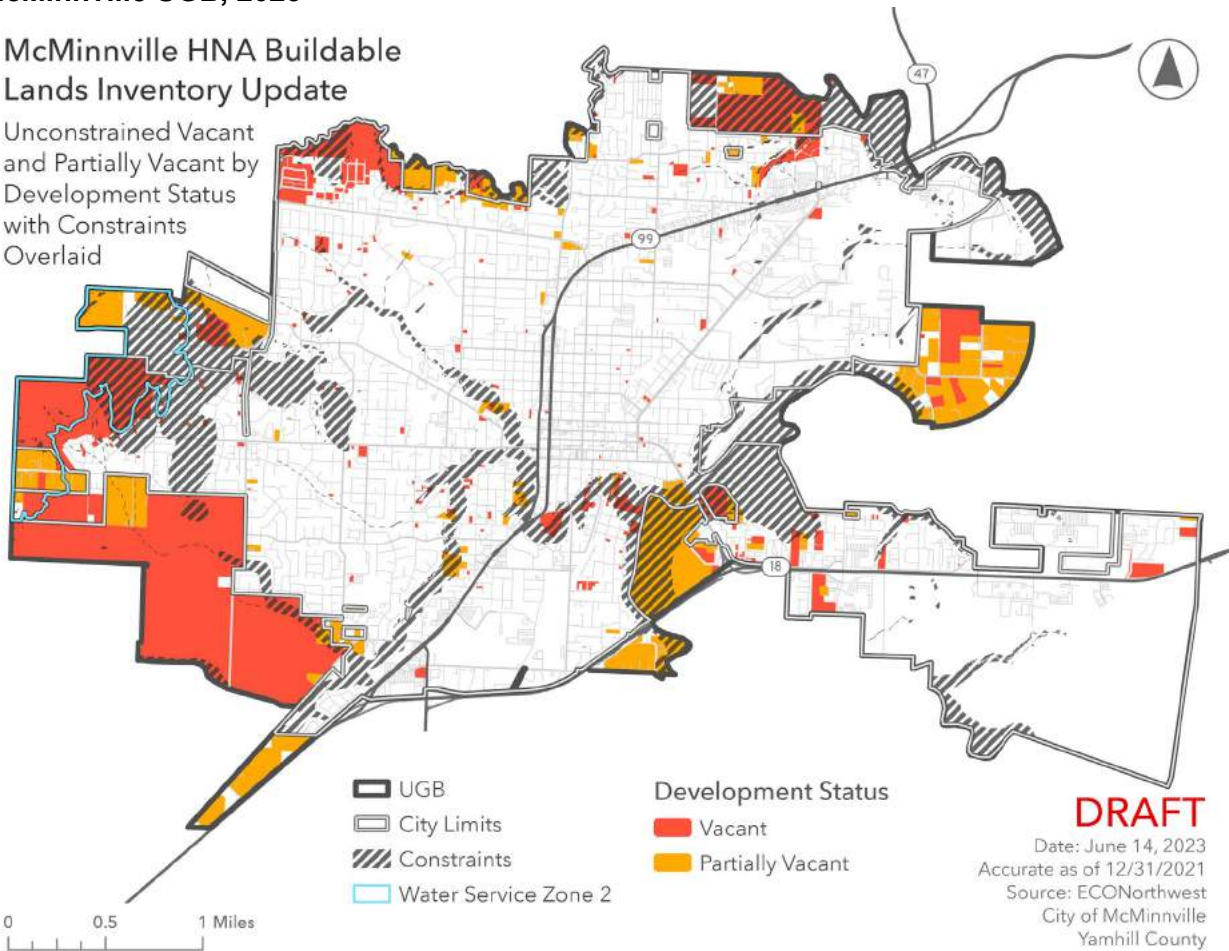 McMinnville HNA Buildable
Lands Inventory Update
Unconstrained Vacant
and Partially Vacant by
Development Status
with Constraints
Overlaid
47
99
18
UGB
City Limits
Constraints
Water Service Zone 2
Development Status
Vacant
Partially Vacant
DRAFT
Date: June 14, 2023
Accurate as of 12/31/2021
Source: ECONorthwest
City of McMinnville
Yamhill County
0 0.5 1 Miles